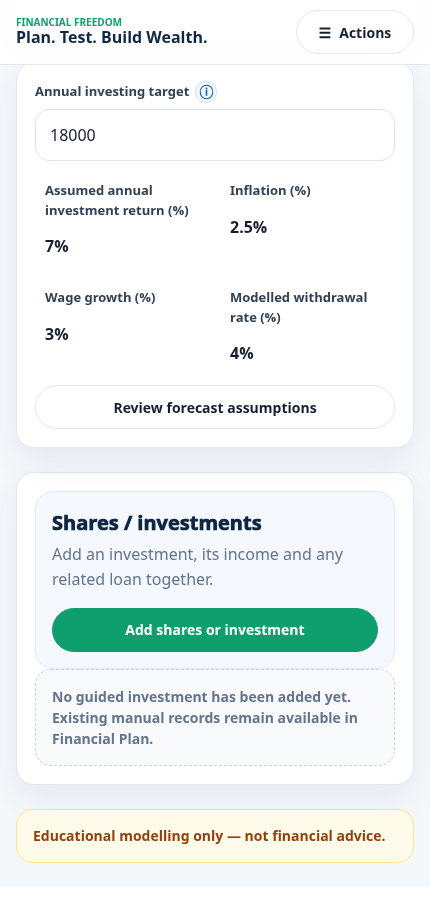 FINANCIAL FREEDOM
Plan. Test. Build Wealth.
☰ Actions
Annual investing target ⓘ
18000
Assumed annual
investment return (%)
7%
Inflation (%)
2.5%
Wage growth (%)
3%
Modelled withdrawal
rate (%)
4%
Review forecast assumptions
Shares / investments
Add an investment, its income and any
related loan together.
Add shares or investment
No guided investment has been added yet.
Existing manual records remain available in
Financial Plan.
Educational modelling only — not financial advice.